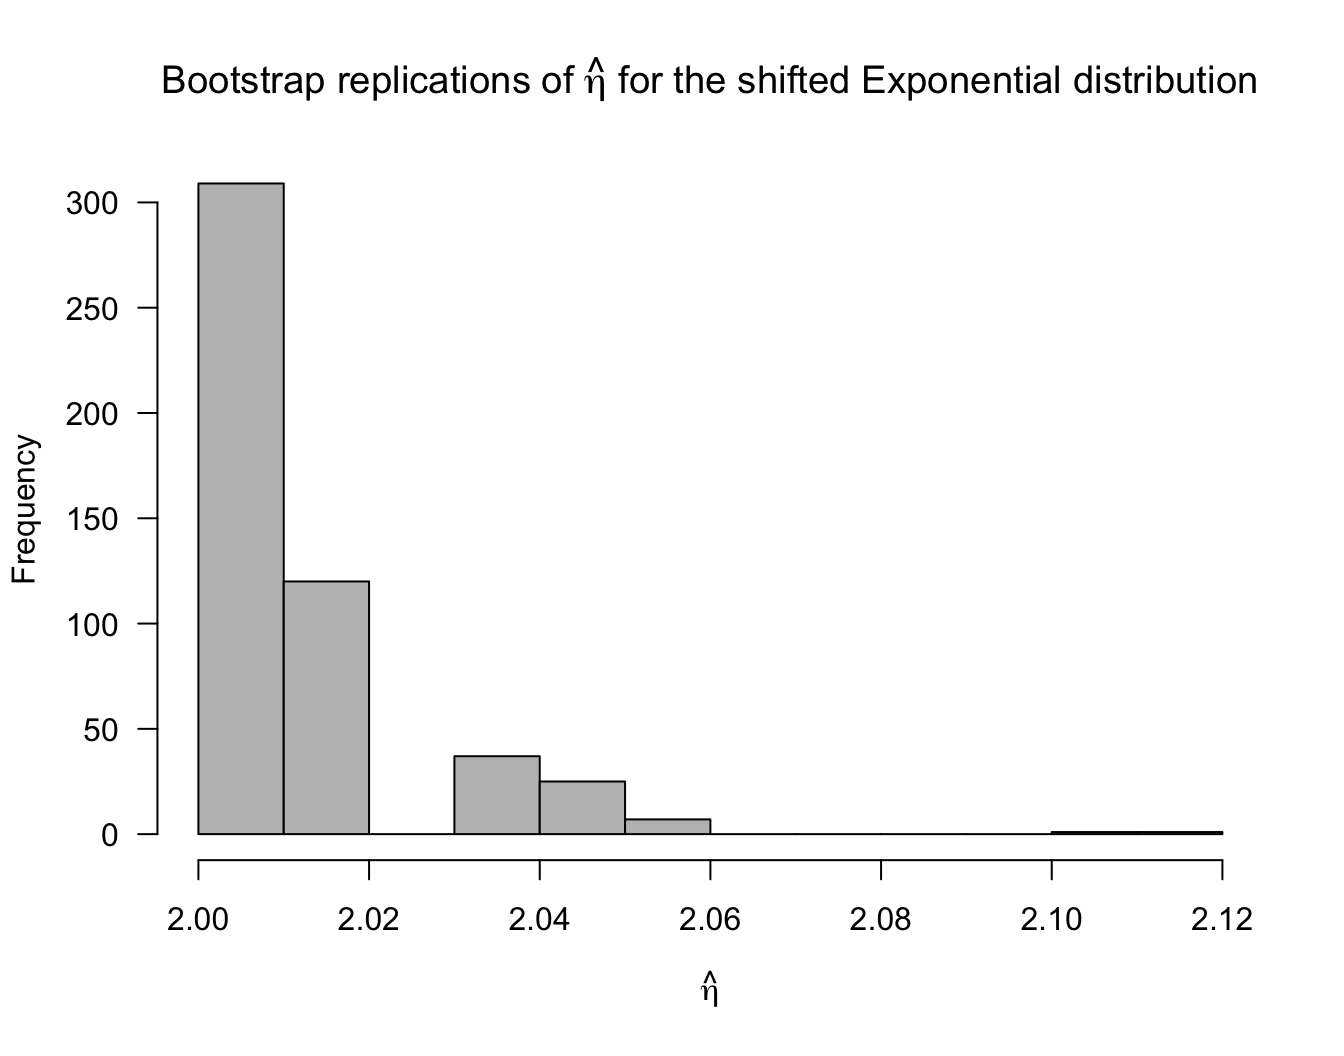 Bootstrap replications of η̂ for the shifted Exponential distribution
300
250
200
150
100
50
0
Frequency
2.00 2.02 2.04 2.06 2.08 2.10 2.12
η̂